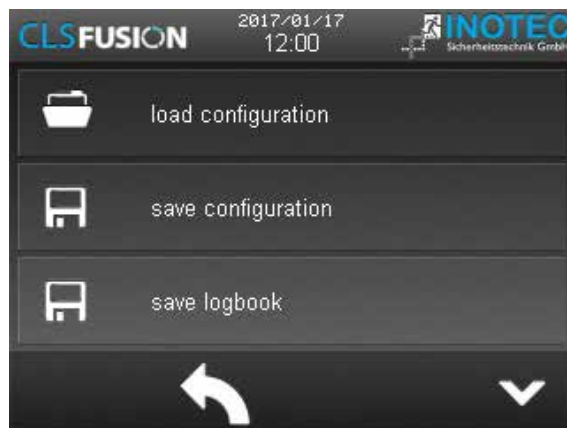 CLSFUSION
2017/01/17
12:00
INOTEC
Sicherheitstechnik GmbH
load configuration
save configuration
save logbook